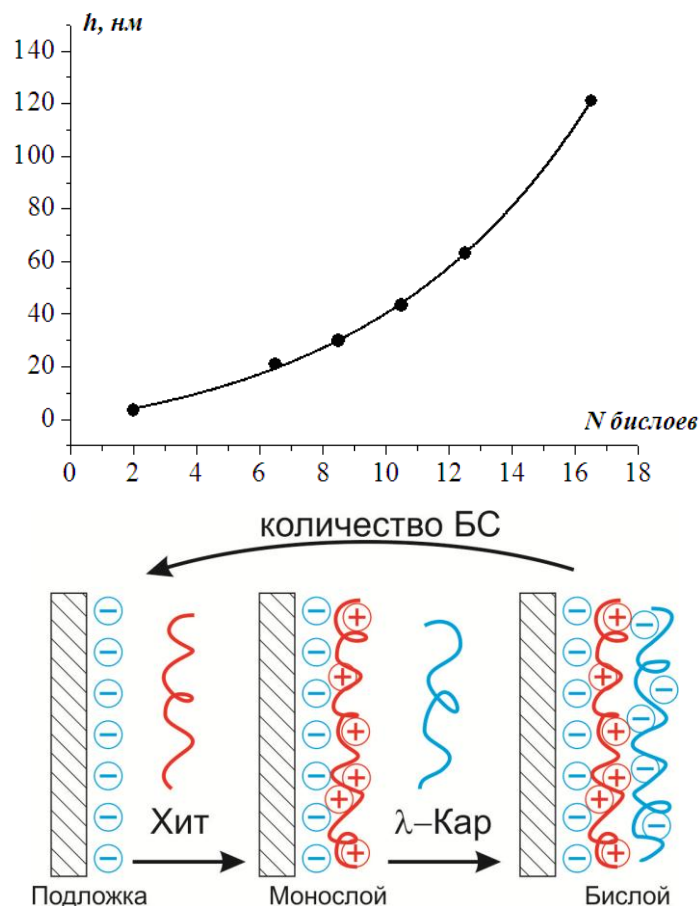 h, нм
140
120
100
80
60
40
20
0
N бислоев
0 2 4 6 8 10 12 14 16 18
количество БС
Хит
λ–Кар
Подложка
Монослой
Бислой